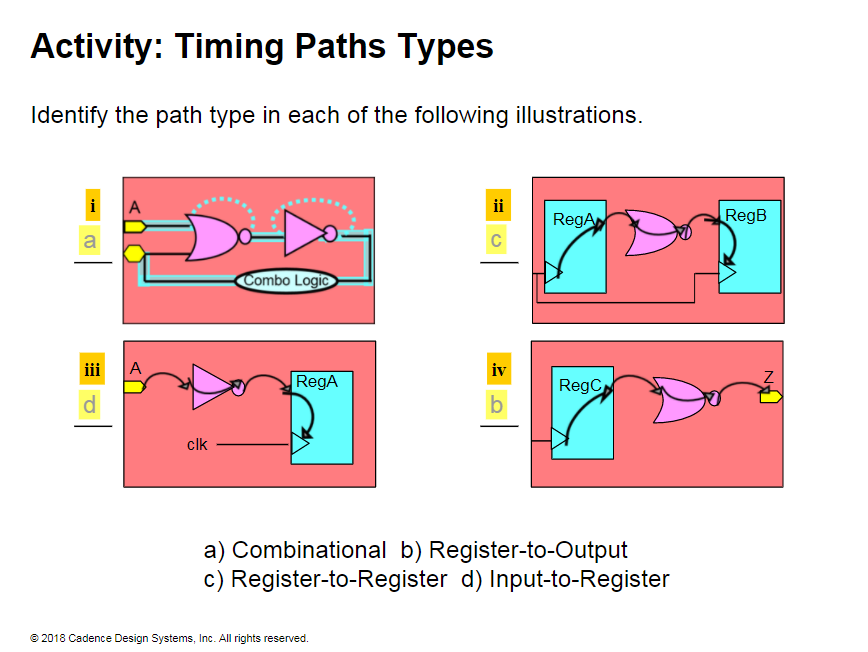 Activity: Timing Paths Types
Identify the path type in each of the following illustrations.
i
a
A
Combo Logic
ii
c
RegA
RegB
iii
d
A
RegA
clk
iv
b
RegC
Z
a) Combinational b) Register-to-Output
c) Register-to-Register d) Input-to-Register
© 2018 Cadence Design Systems, Inc. All rights reserved.